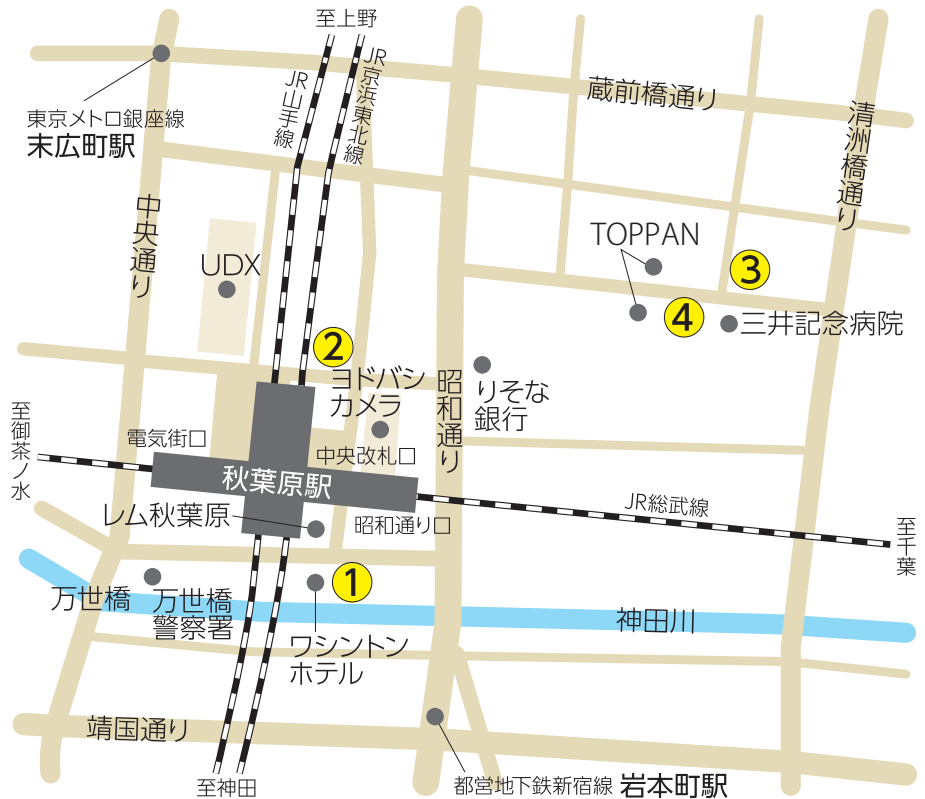 至上野
JR山手線
JR京浜東北線
蔵前橋通り
清洲橋通り
東京メトロ銀座線
末広町駅
中央通り
UDX
TOPPAN
3
4
三井記念病院
2
ヨドバシ
カメラ
昭和通り
りそな
銀行
至御茶ノ水
電気街口
中央改札口
秋葉原駅
JR総武線
レム秋葉原
昭和通り口
至千葉
1
万世橋
万世橋
警察署
神田川
ワシントン
ホテル
靖国通り
至神田
都営地下鉄新宿線 岩本町駅